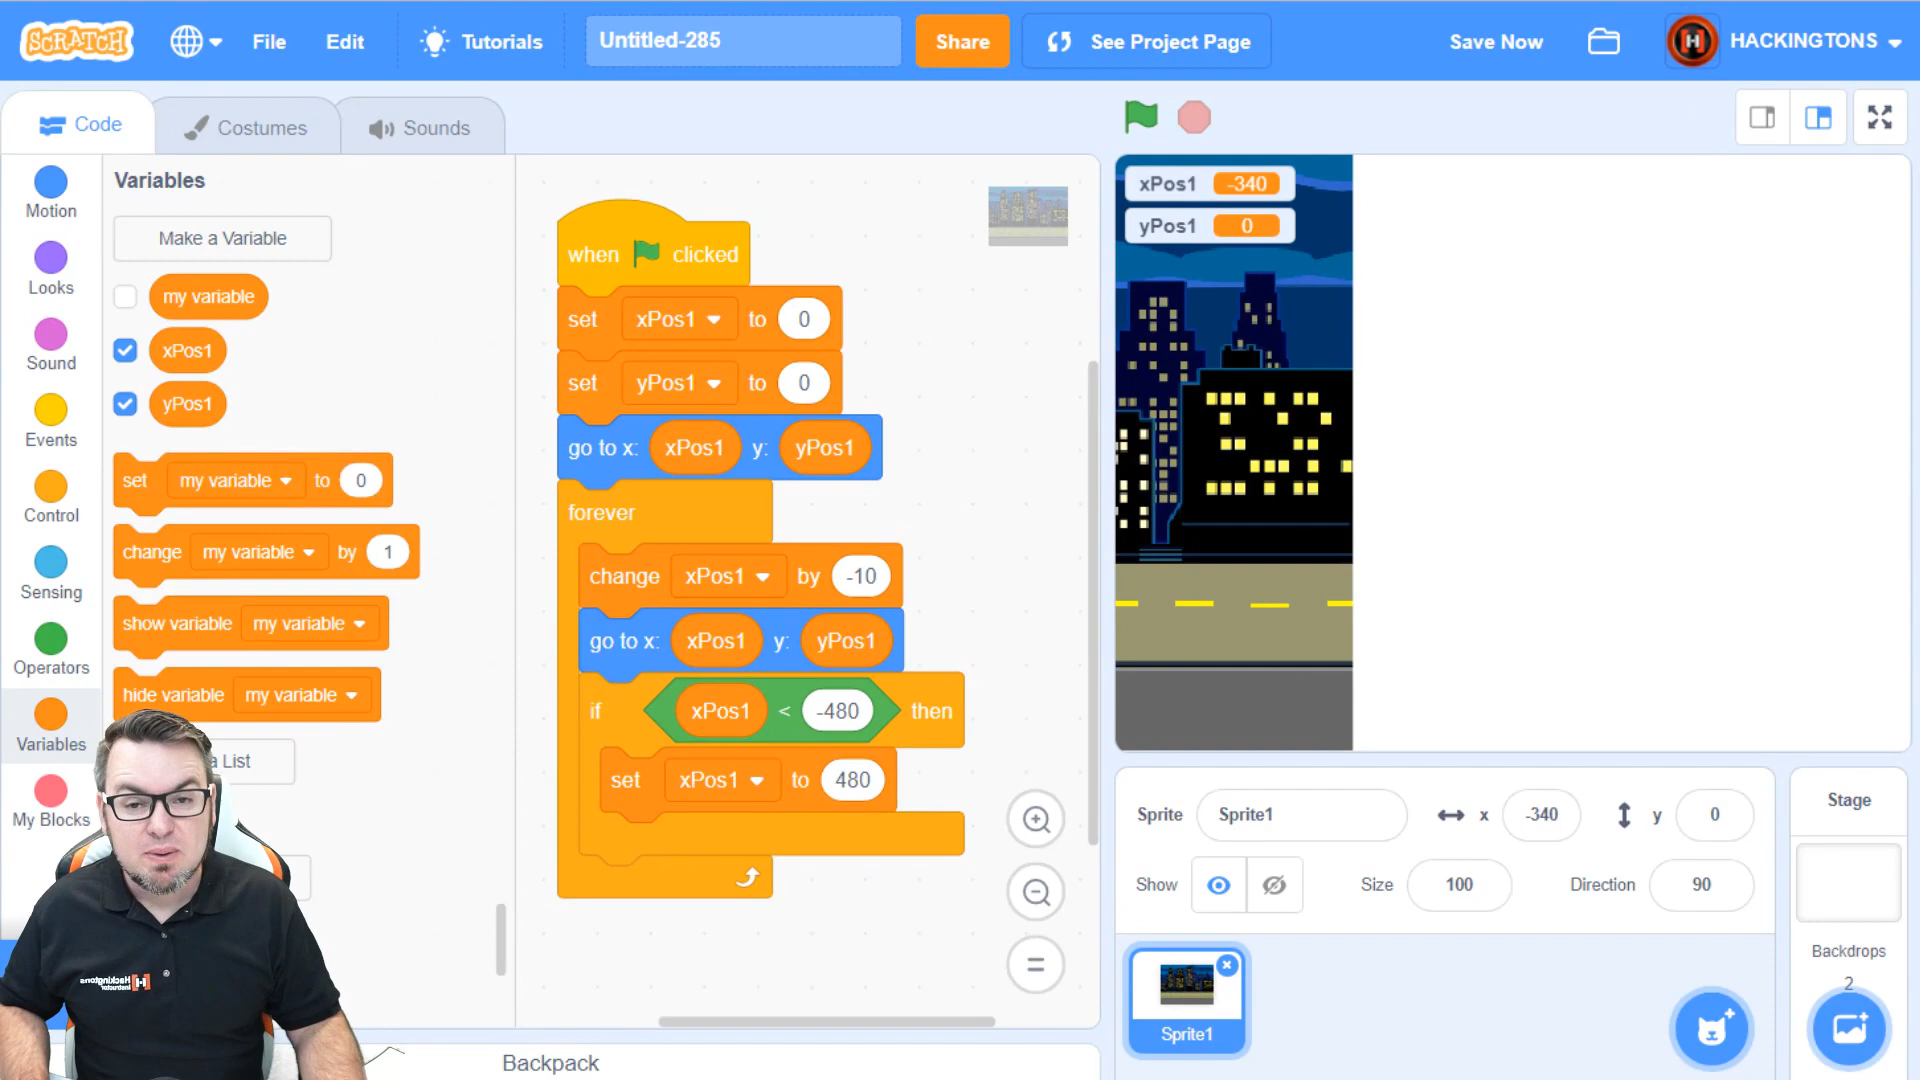 SCRATCH
File
Edit
Tutorials
Untitled-285
Share
See Project Page
Save Now
HACKINGTONS
Code
Costumes
Sounds
Motion
Looks
Sound
Events
Control
Sensing
Operators
Variables
My Blocks
Variables
Make a Variable
my variable
xPos1
yPos1
set my variable to 0
change my variable by 1
show variable my variable
hide variable my variable
a List
when clicked
set xPos1 to 0
set yPos1 to 0
go to x: xPos1 y: yPos1
forever
change xPos1 by -10
go to x: xPos1 y: yPos1
if xPos1 < -480 then
set xPos1 to 480
Backpack
xPos1 -340
yPos1 0
Sprite Sprite1 x -340 y 0
Show Size 100 Direction 90
Sprite1
Stage
Backdrops
2
Hackingtons
Instructor